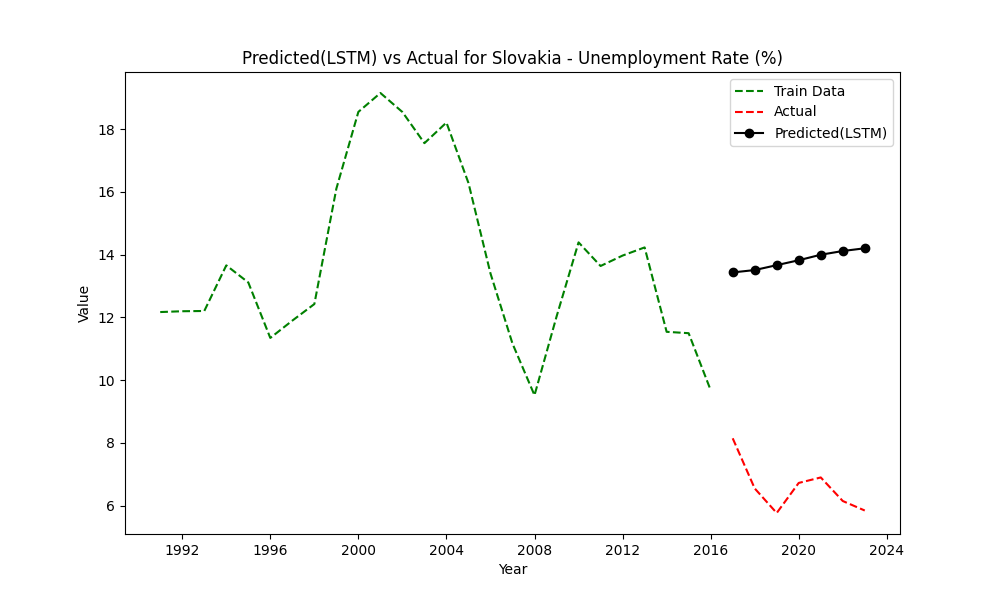 Predicted(LSTM) vs Actual for Slovakia - Unemployment Rate (%)
Train Data
Actual
Predicted(LSTM)
Value
18
16
14
12
10
8
6
1992 1996 2000 2004 2008 2012 2016 2020 2024
Year